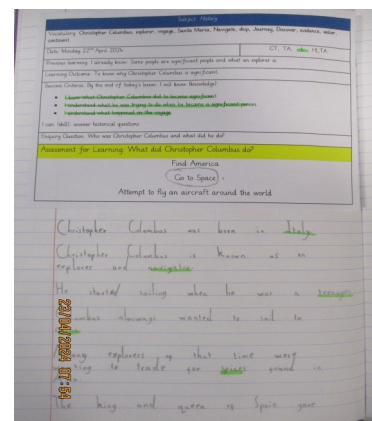 Subject: History
Vocabulary: Christopher Columbus, explorer, voyage, Santa Maria, Navigate, ship, Journey, Discover, evidence, sailor, continent
Date: Monday 22nd April 2024
CT, TA, HLTA
Previous learning: I already know: Some people are significant people and what an explorer is.
Learning Outcome: To know why Christopher Columbus is significant.
Success Criteria: By the end of today's lesson: I will know: Knowledge?
I know what Christopher Columbus did to become significant?
I understand what he was trying to do when he became a significant person.
I understand what happened on the voyage
I can: (skill): answer historical questions
Enquiry Question: Who was Christopher Columbus and what did he do?
Assessment for Learning: What did Christopher Columbus do?
Find America
Go to Space
Attempt to fly an aircraft around the world
Christopher Columbus was born in Italy
Christopher Columbus is known as an
explorer and navigator
He started sailing when he was a teenager
always wanted to sail to
explorers of that time were
to trade for spices found in
The king and queen of Spain gave
23/04/2024 07:54